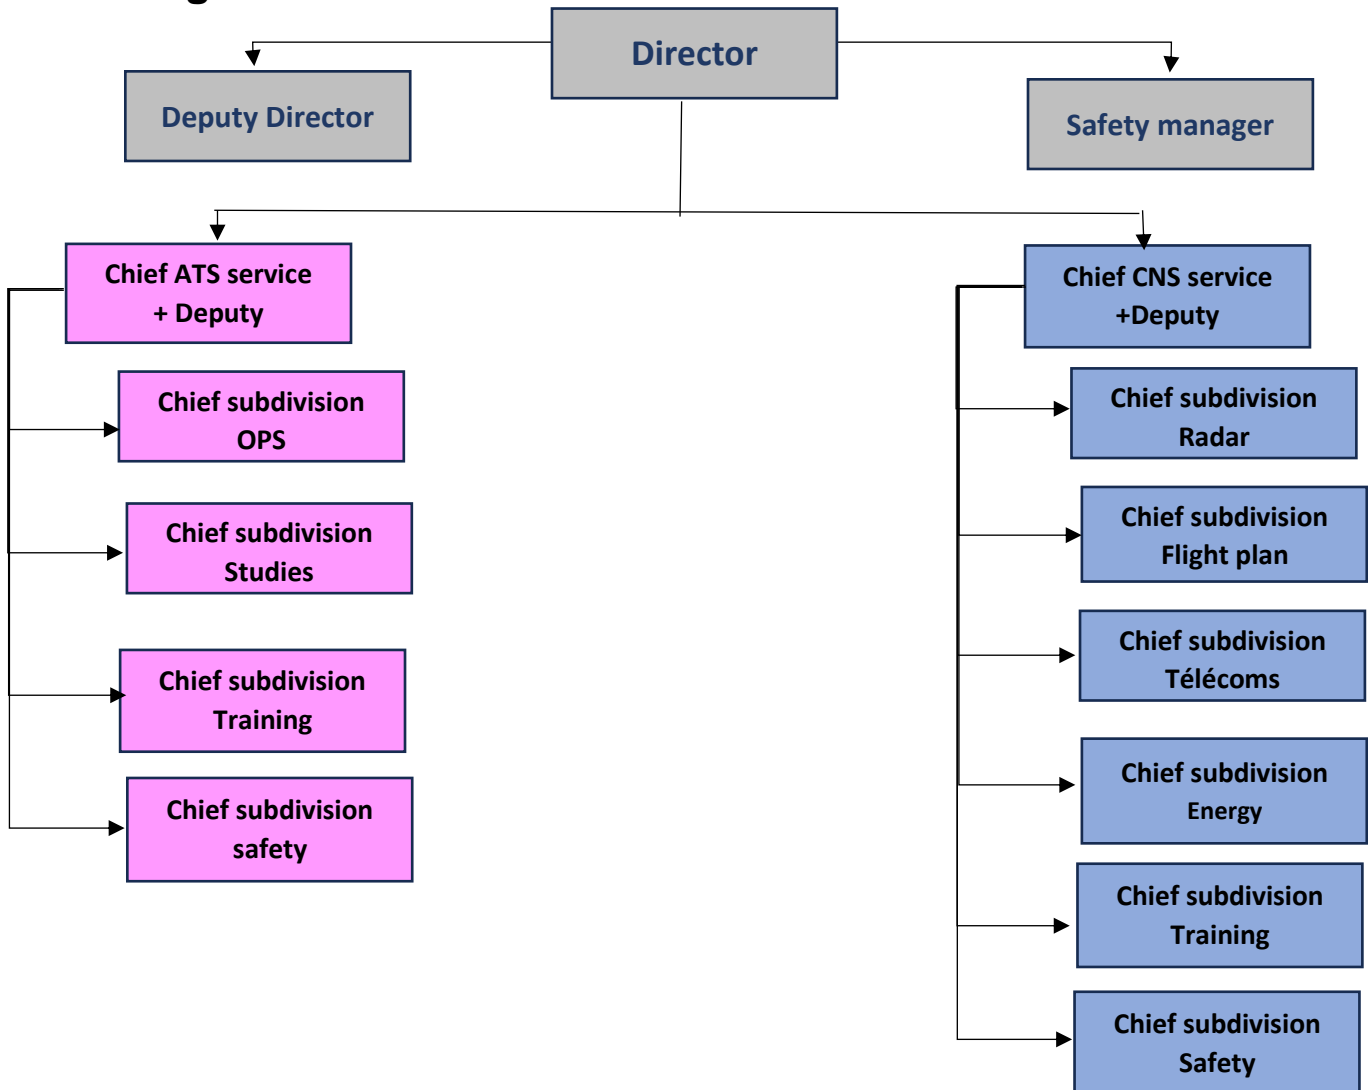 Director
Deputy Director
Safety manager
Chief ATS service
+ Deputy
Chief subdivision
OPS
Chief subdivision
Studies
Chief subdivision
Training
Chief subdivision
safety
Chief CNS service
+Deputy
Chief subdivision
Radar
Chief subdivision
Flight plan
Chief subdivision
Télécoms
Chief subdivision
Energy
Chief subdivision
Training
Chief subdivision
Safety